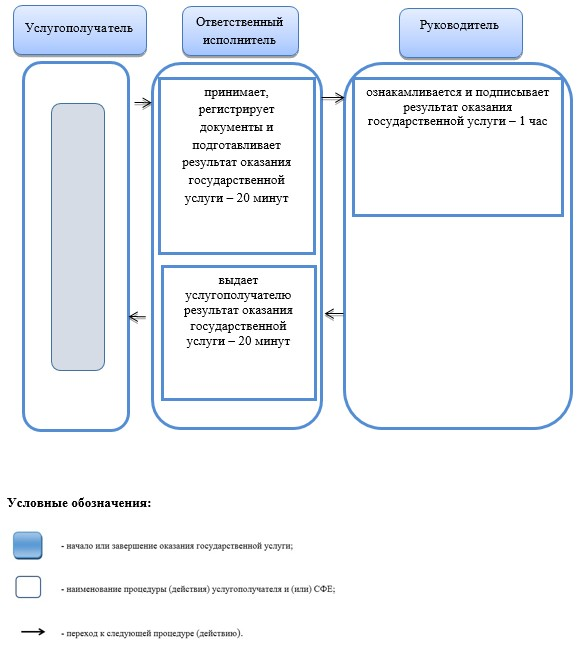 Услугополучатель
Ответственный
исполнитель
Руководитель
принимает,
регистрирует
документы и
подготавливает
результат оказания
государственной
услуги – 20 минут
ознакамливается и подписывает
результат оказания
государственной услуги – 1 час
выдает
услугополучателю
результат оказания
государственной
услуги – 20 минут
Условные обозначения:
- начало или завершение оказания государственной услуги;
- наименование процедуры (действия) услугополучателя и (или) СФЕ;
- переход к следующей процедуре (действию).